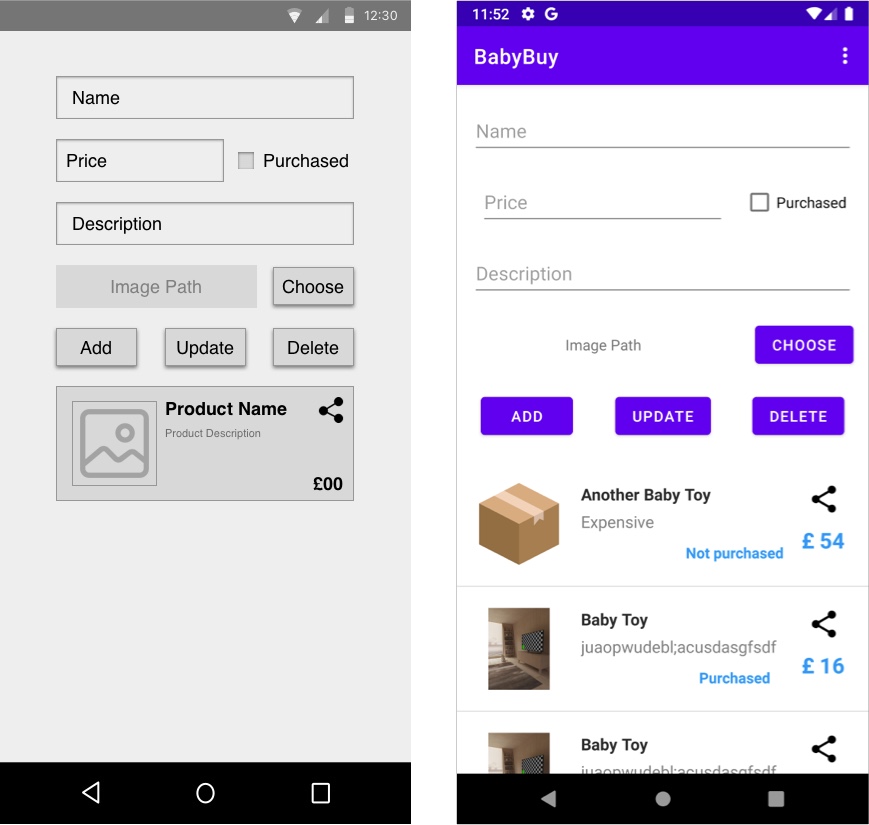 12:30
Name
Price
Purchased
Description
Image Path
Choose
Add
Update
Delete
Product Name
Product Description
£00
11:52
BabyBuy
Name
Price
Purchased
Description
Image Path
CHOOSE
ADD
UPDATE
DELETE
Another Baby Toy
Expensive
Not purchased
£ 54
Baby Toy
juaopwudebl;acusdasgfsdf
Purchased
£ 16
Baby Toy
juaopwudebl;acusdasgfsdf